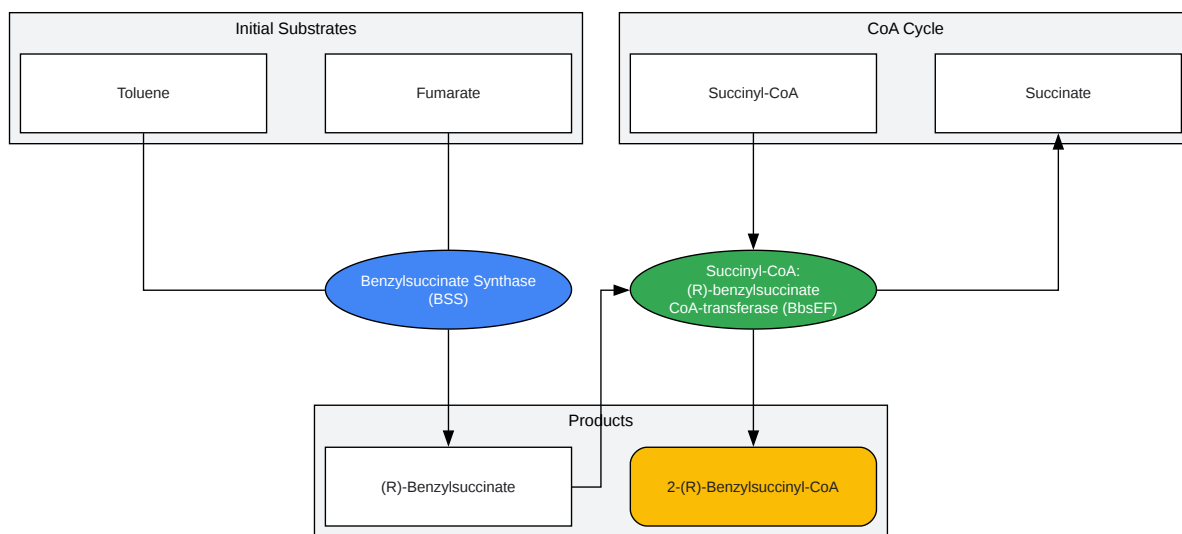 Initial Substrates
Toluene
Fumarate
CoA Cycle
Succinyl-CoA
Succinate
Benzylsuccinate Synthase
(BSS)
Succinyl-CoA:
(R)-benzylsuccinate
CoA-transferase (BbsEF)
Products
(R)-Benzylsuccinate
2-(R)-Benzylsuccinyl-CoA